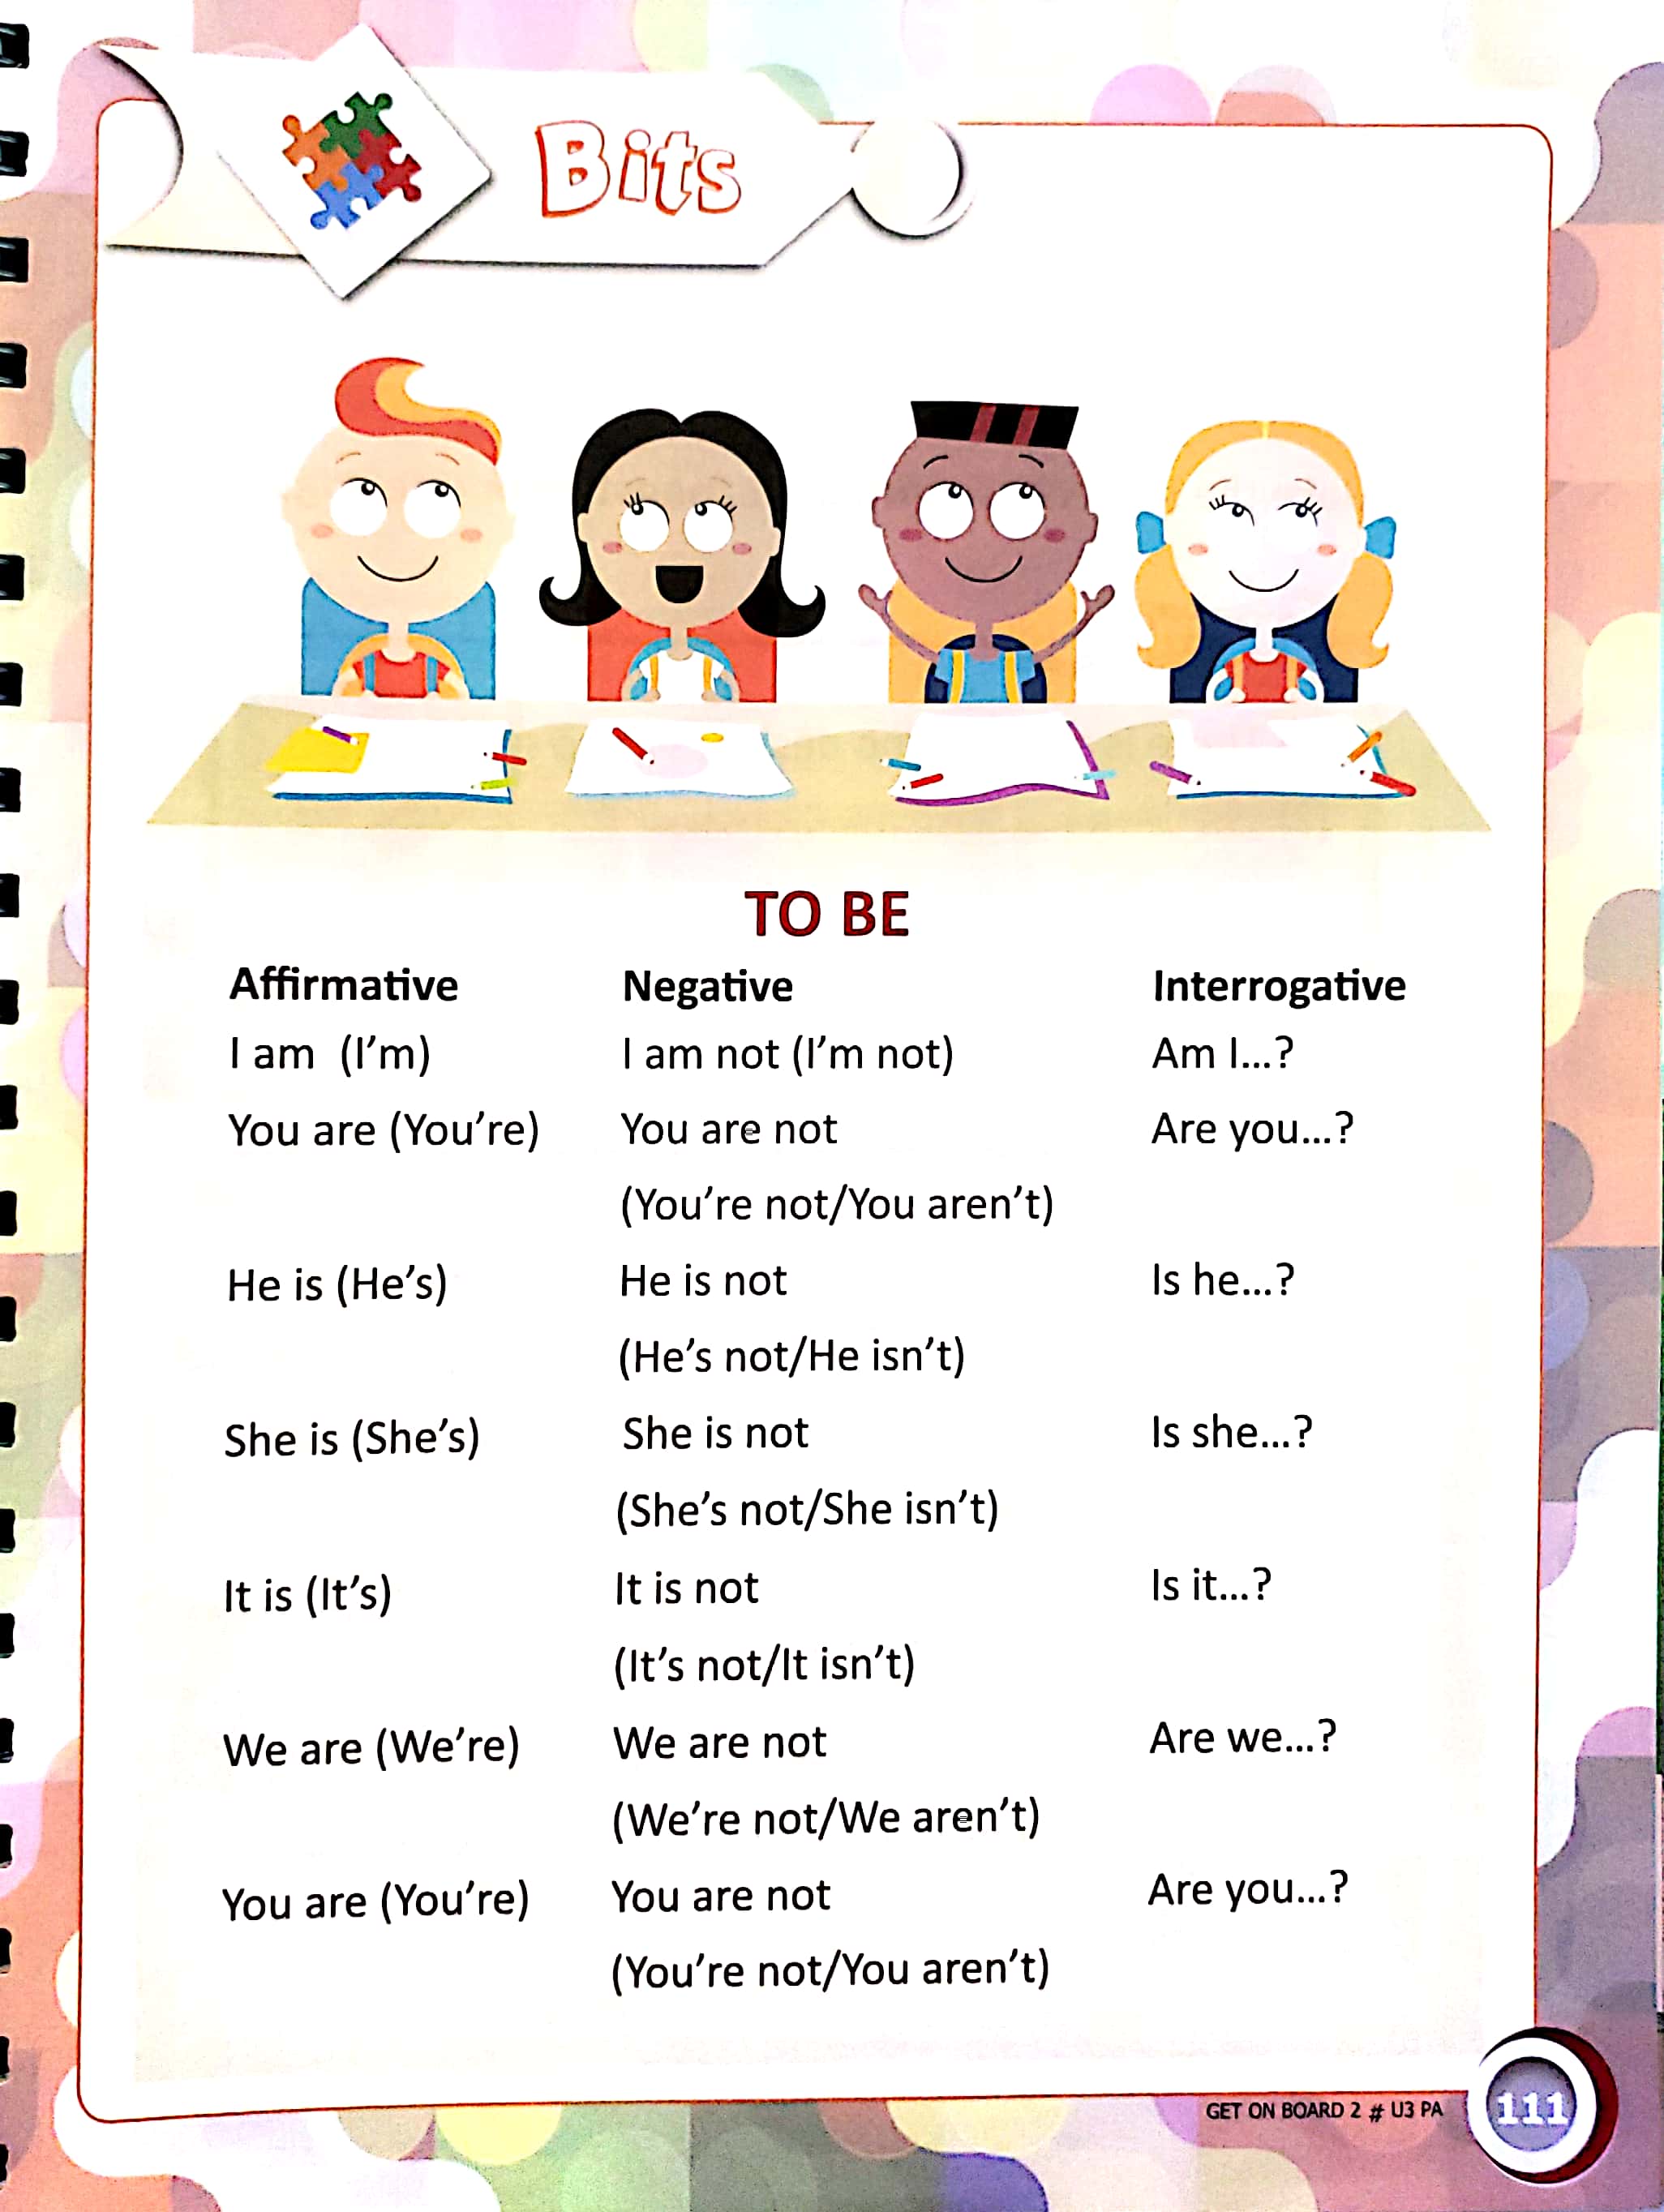 Bits
TO BE
Affirmative Negative Interrogative
I am (I'm) I am not (I'm not) Am I...?
You are (You're) You are not Are you...?
(You're not/You aren't)
He is (He's) He is not Is he...?
(He's not/He isn't)
She is (She's) She is not Is she...?
(She's not/She isn't)
It is (It's) It is not Is it...?
(It's not/It isn't)
We are (We're) We are not Are we...?
(We're not/We aren't)
You are (You're) You are not Are you...?
(You're not/You aren't)
GET ON BOARD 2 # U3 PA 111